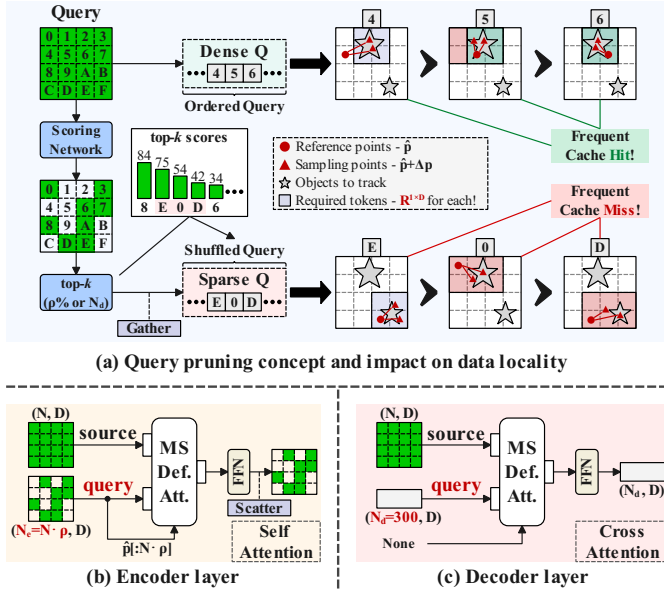 Query
0 1 2 3
4 5 6 7
8 9 A B
C D E F
Dense Q
••• 4 5 6 •••
Ordered Query
4
5
6
Scoring
Network
top-k scores
84
75
54
42
34
•••
8 E 0 D 6
Reference points - p̂
Sampling points - p̂+Δp
Objects to track
Required tokens - R^{1×D} for each!
Frequent
Cache Hit!
Frequent
Cache Miss!
0 1 2 3
4 5 6 7
8 9 A B
C D E F
top-k
(ρ% or N_d)
Gather
Shuffled Query
Sparse Q
••• E 0 D •••
E
0
D
(a) Query pruning concept and impact on data locality
(N, D)
source
query
(N_e=N· ρ, D)
p̂[:N· ρ]
MS
Def.
Att.
FFN
Scatter
Self
Attention
(b) Encoder layer
(N, D)
source
query
(N_d=300, D)
None
MS
Def.
Att.
FFN
(N_d, D)
Cross
Attention
(c) Decoder layer